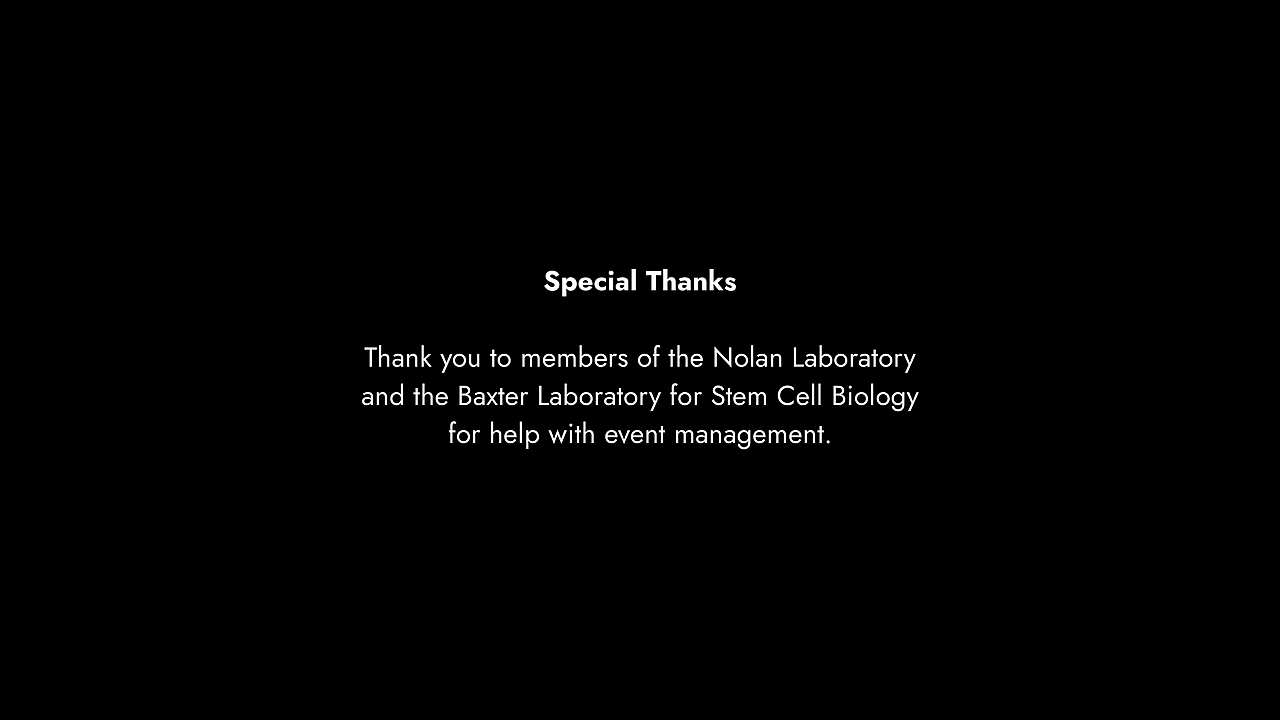 Special Thanks
Thank you to members of the Nolan Laboratory
and the Baxter Laboratory for Stem Cell Biology
for help with event management.